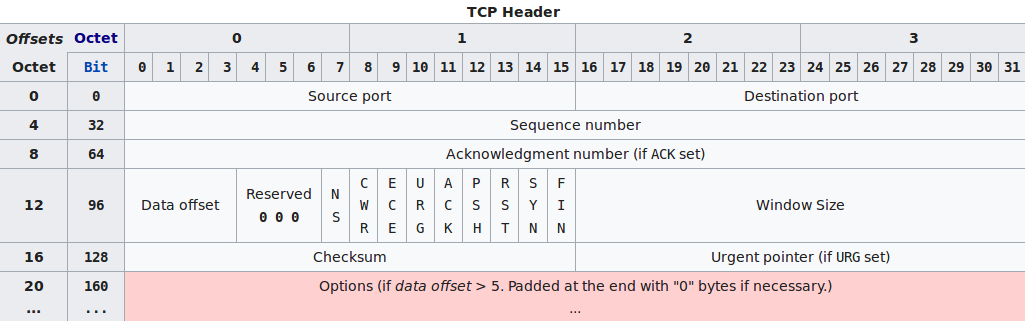 TCP Header
Offsets Octet 0 1 2 3
Octet Bit 0 1 2 3 4 5 6 7 8 9 10 11 12 13 14 15 16 17 18 19 20 21 22 23 24 25 26 27 28 29 30 31
0 0 Source port Destination port
4 32 Sequence number
8 64 Acknowledgment number (if ACK set)
12 96 Data offset Reserved 0 0 0 NS CWR ECE URG ACK PSH RST SYN FIN Window Size
16 128 Checksum Urgent pointer (if URG set)
20 160 Options (if data offset > 5. Padded at the end with "0" bytes if necessary.)
... ... ...